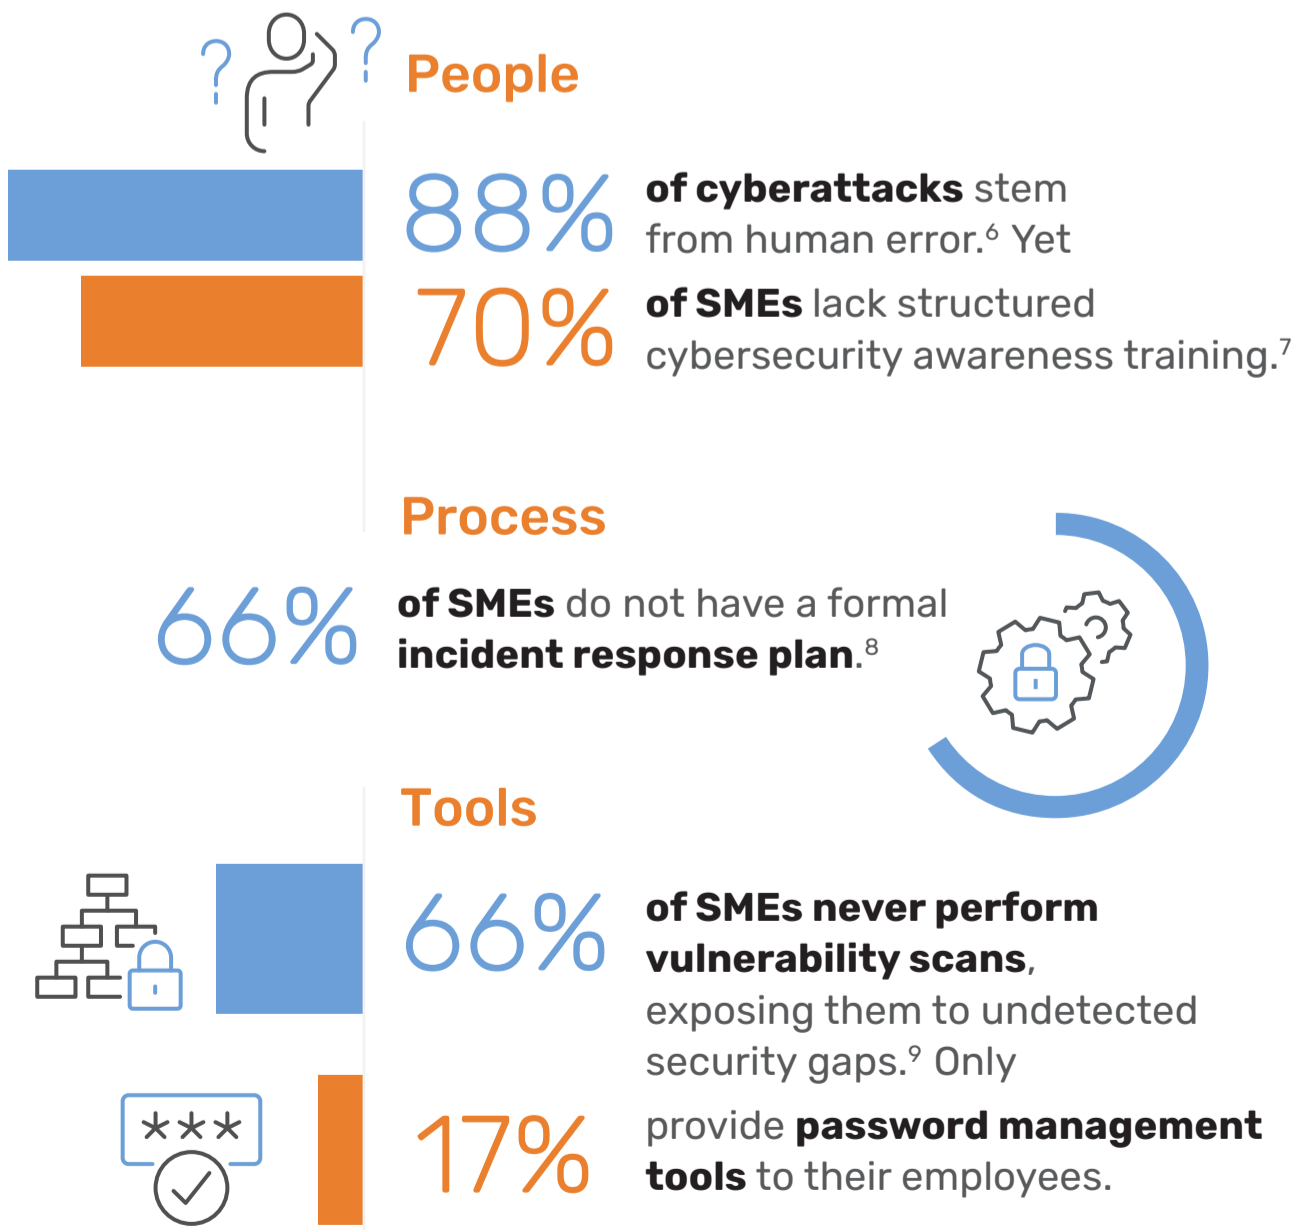 People
88% of cyberattacks stem
from human error.⁶ Yet
70% of SMEs lack structured
cybersecurity awareness training.⁷
Process
66% of SMEs do not have a formal
incident response plan.⁸
Tools
66% of SMEs never perform
vulnerability scans,
exposing them to undetected
security gaps.⁹ Only
17% provide password management
tools to their employees.